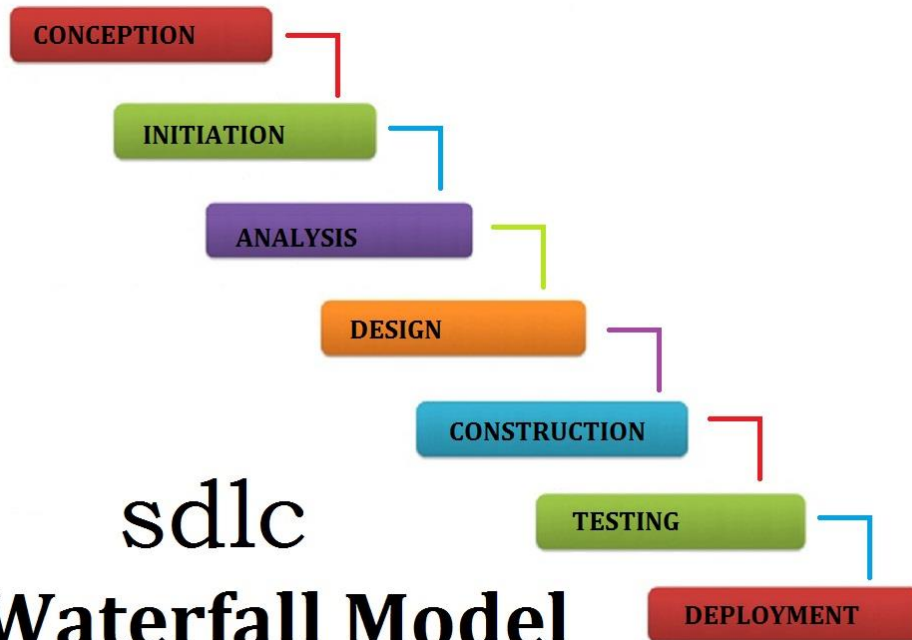 CONCEPTION
INITIATION
ANALYSIS
DESIGN
CONSTRUCTION
TESTING
DEPLOYMENT
sdlc
Waterfall Model